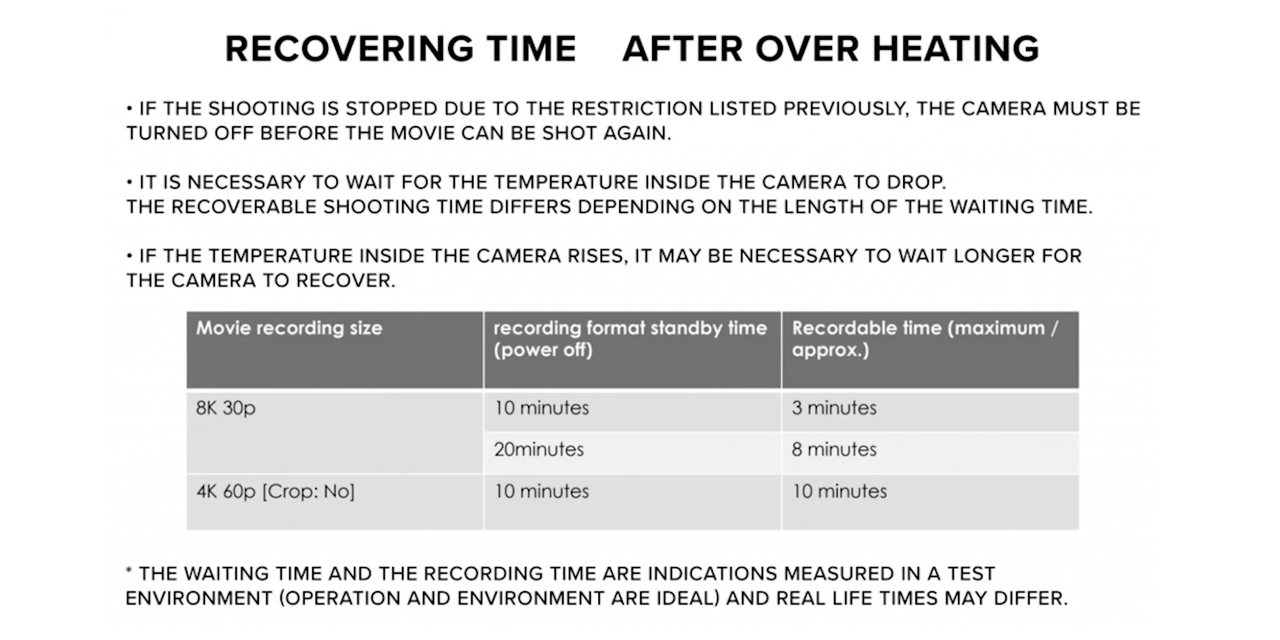 RECOVERING TIME AFTER OVER HEATING
• IF THE SHOOTING IS STOPPED DUE TO THE RESTRICTION LISTED PREVIOUSLY, THE CAMERA MUST BE
TURNED OFF BEFORE THE MOVIE CAN BE SHOT AGAIN.
• IT IS NECESSARY TO WAIT FOR THE TEMPERATURE INSIDE THE CAMERA TO DROP.
THE RECOVERABLE SHOOTING TIME DIFFERS DEPENDING ON THE LENGTH OF THE WAITING TIME.
• IF THE TEMPERATURE INSIDE THE CAMERA RISES, IT MAY BE NECESSARY TO WAIT LONGER FOR
THE CAMERA TO RECOVER.
Movie recording size
recording format standby time
(power off)
Recordable time (maximum /
approx.)
8K 30p
10 minutes
3 minutes
20minutes
8 minutes
4K 60p [Crop: No]
10 minutes
10 minutes
* THE WAITING TIME AND THE RECORDING TIME ARE INDICATIONS MEASURED IN A TEST
ENVIRONMENT (OPERATION AND ENVIRONMENT ARE IDEAL) AND REAL LIFE TIMES MAY DIFFER.